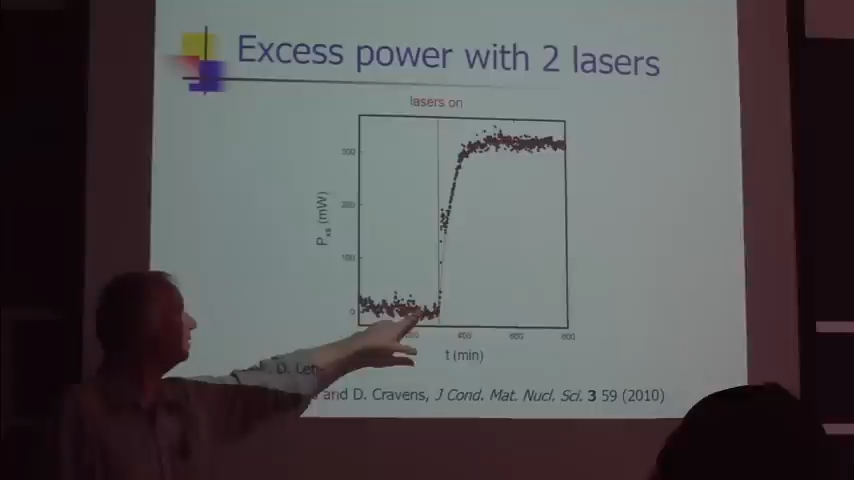 Excess power with 2 lasers
lasers on
300
200
100
0
P_xs (mW)
400
600
800
t (min)
D. Let
and D. Cravens, J Cond. Mat. Nucl. Sci. 3 59 (2010)